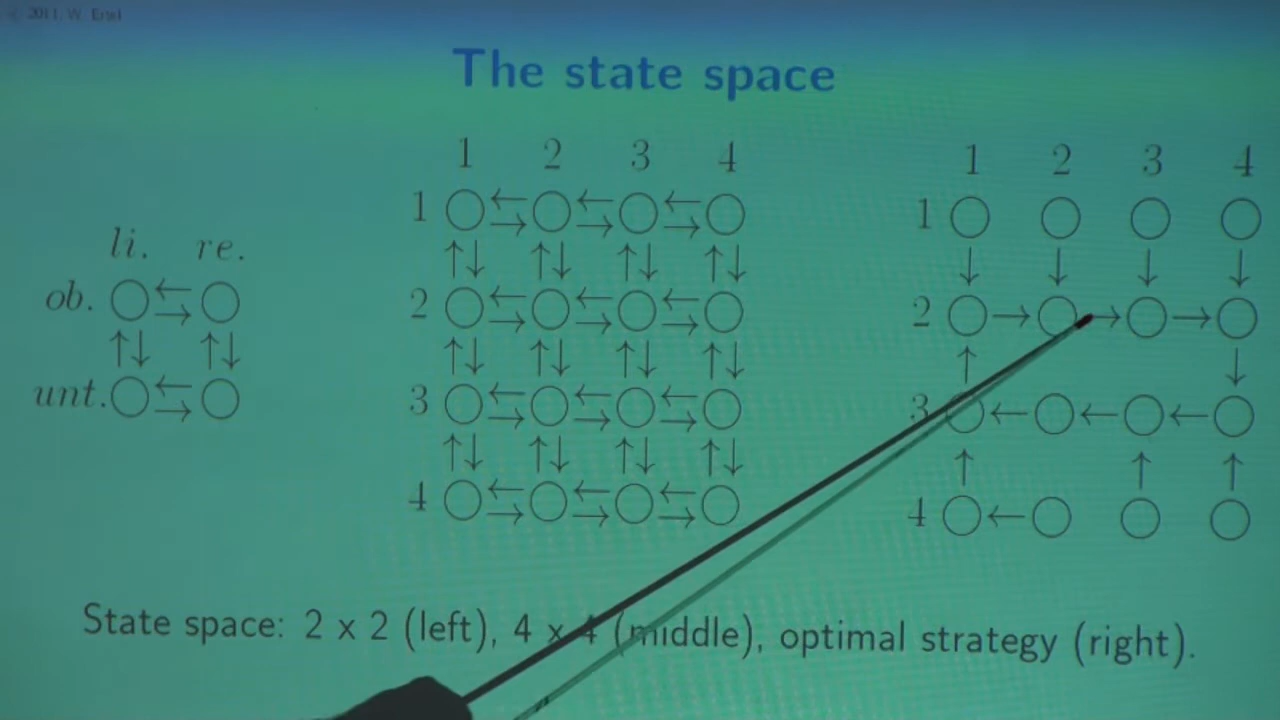 © 2011 W. Ertel
The state space
li. re.
ob.
unt.
1 2 3 4
1
2
3
4
1 2 3 4
1
2
3
4
State space: 2 x 2 (left), 4 x 4 (middle), optimal strategy (right).